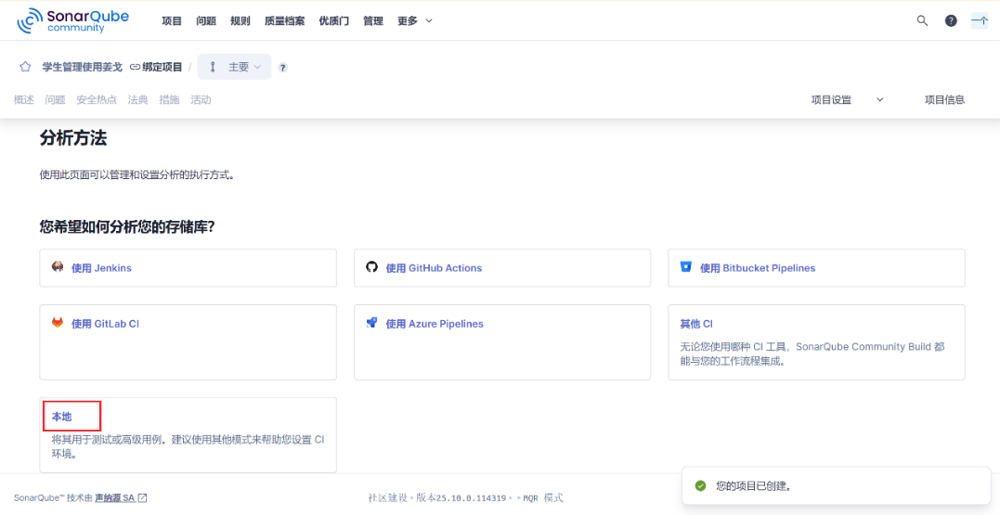 SonarQube community 项目 问题 规则 质量档案 优质门 管理 更多 ? 一个
学生管理使用姜戈 绑定项目 / 主要 ?
概述 问题 安全热点 法典 措施 活动 项目设置 项目信息
分析方法
使用此页面可以管理和设置分析的执行方式。
您希望如何分析您的存储库?
使用 Jenkins 使用 GitHub Actions 使用 Bitbucket Pipelines
使用 GitLab CI 使用 Azure Pipelines 其他 CI
无论您使用哪种 CI 工具，SonarQube Community Build 都
能与您的工作流程集成。
本地
将其用于测试或高级用例。建议使用其他模式来帮助您设置 CI
环境。
您的项目已创建。
SonarQube™ 技术由 声纳源 SA 社区建设 • 版本25.10.0.114319 • • MQR 模式